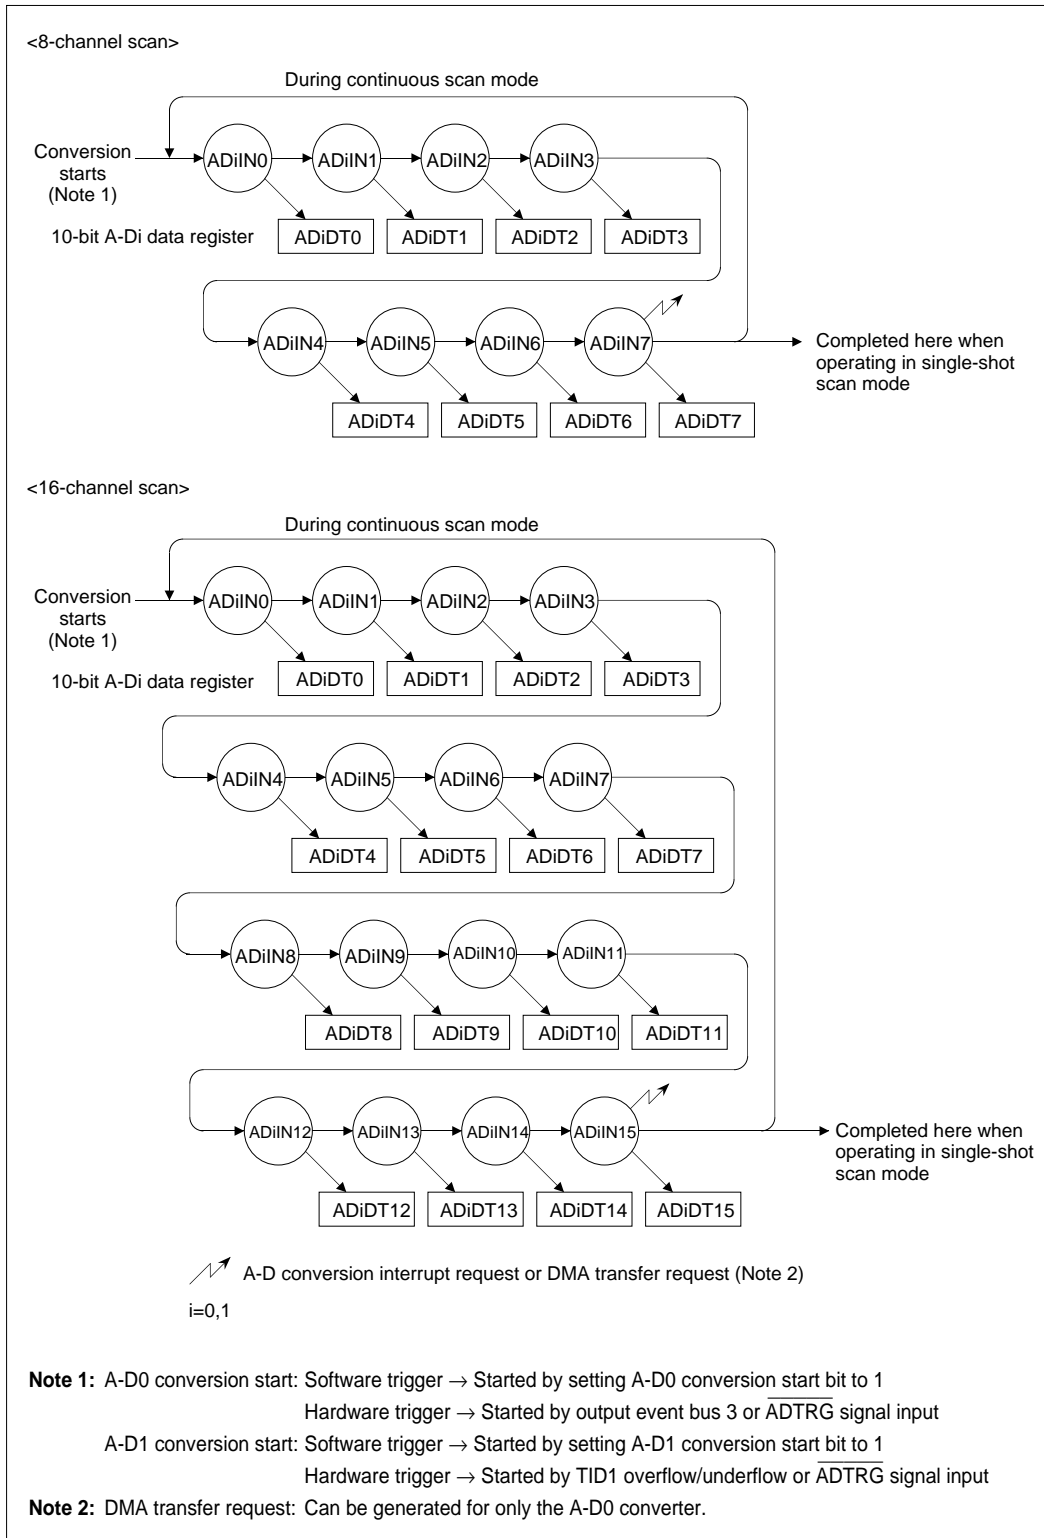 <8-channel scan>
During continuous scan mode
Conversion
starts
(Note 1)
ADiIN0 ADiIN1 ADiIN2 ADiIN3
10-bit A-Di data register ADiDT0 ADiDT1 ADiDT2 ADiDT3
ADiIN4 ADiIN5 ADiIN6 ADiIN7
Completed here when
operating in single-shot
scan mode
ADiDT4 ADiDT5 ADiDT6 ADiDT7
<16-channel scan>
During continuous scan mode
Conversion
starts
(Note 1)
ADiIN0 ADiIN1 ADiIN2 ADiIN3
10-bit A-Di data register ADiDT0 ADiDT1 ADiDT2 ADiDT3
ADiIN4 ADiIN5 ADiIN6 ADiIN7
ADiDT4 ADiDT5 ADiDT6 ADiDT7
ADiIN8 ADiIN9 ADiIN10 ADiIN11
ADiDT8 ADiDT9 ADiDT10 ADiDT11
ADiIN12 ADiIN13 ADiIN14 ADiIN15
Completed here when
operating in single-shot
scan mode
ADiDT12 ADiDT13 ADiDT14 ADiDT15
A-D conversion interrupt request or DMA transfer request (Note 2)
i=0,1
Note 1: A-D0 conversion start: Software trigger → Started by setting A-D0 conversion start bit to 1
Hardware trigger → Started by output event bus 3 or ADTRG signal input
A-D1 conversion start: Software trigger → Started by setting A-D1 conversion start bit to 1
Hardware trigger → Started by TID1 overflow/underflow or ADTRG signal input
Note 2: DMA transfer request: Can be generated for only the A-D0 converter.